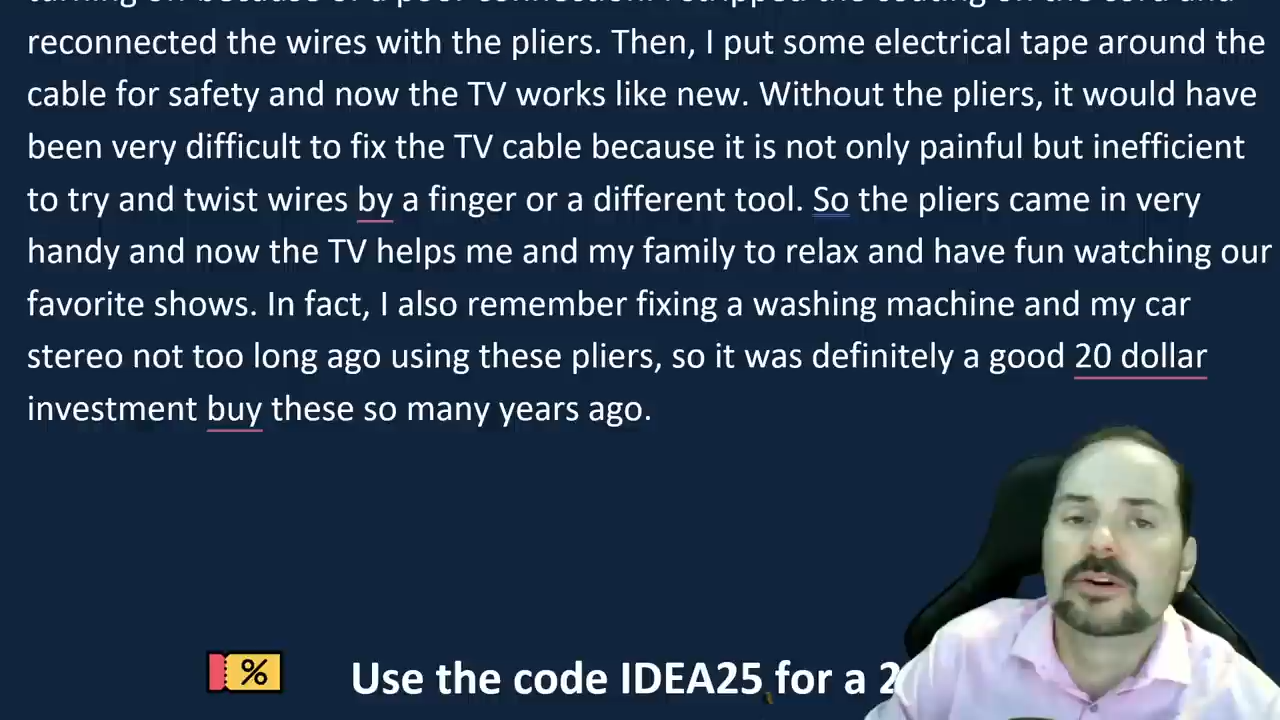 reconnected the wires with the pliers. Then, I put some electrical tape around the
cable for safety and now the TV works like new. Without the pliers, it would have
been very difficult to fix the TV cable because it is not only painful but inefficient
to try and twist wires by a finger or a different tool. So the pliers came in very
handy and now the TV helps me and my family to relax and have fun watching our
favorite shows. In fact, I also remember fixing a washing machine and my car
stereo not too long ago using these pliers, so it was definitely a good 20 dollar
investment buy these so many years ago.
% Use the code IDEA25 for a 2